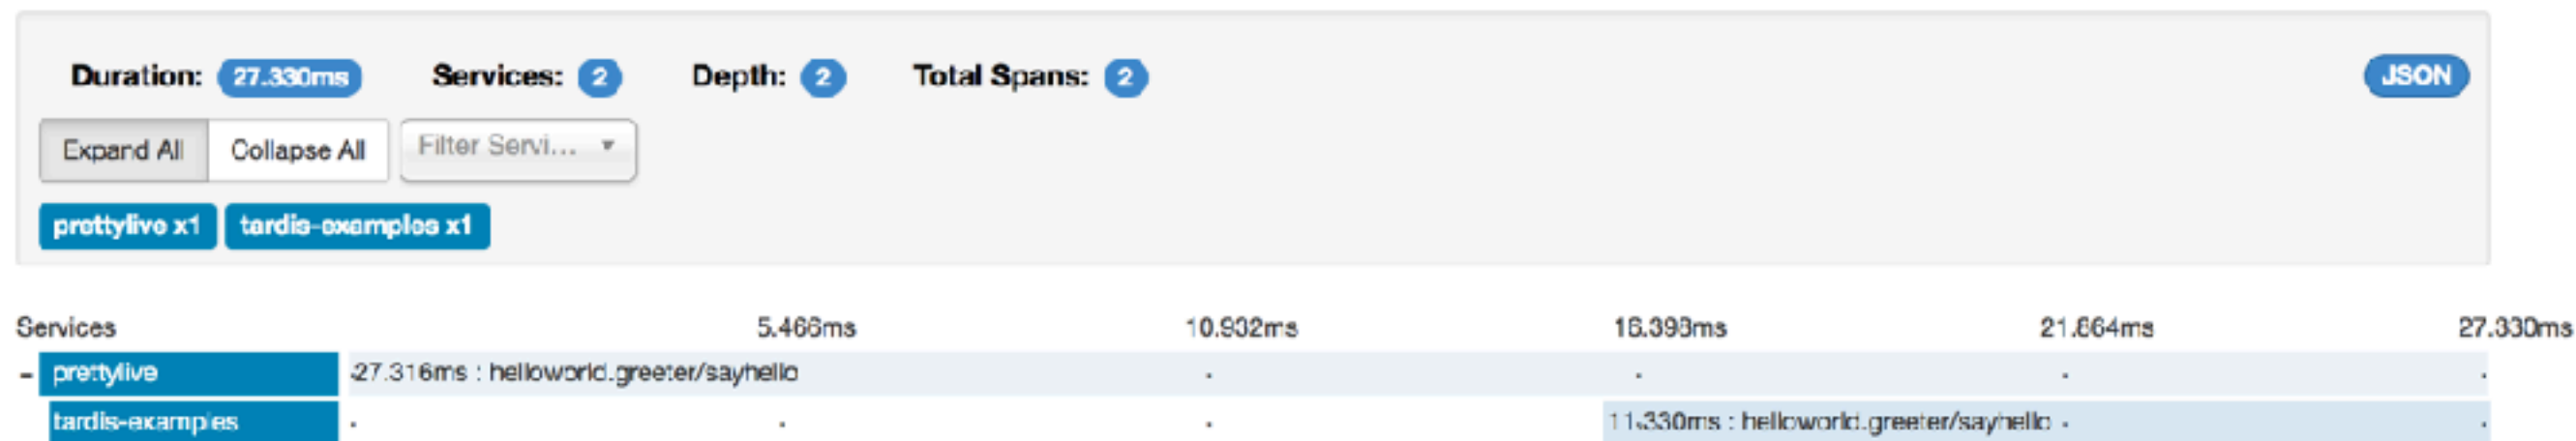 Duration: 27.330ms Services: 2 Depth: 2 Total Spans: 2 JSON
Expand All Collapse All Filter Servi...
prettylive x1 tardis-examples x1
Services 5.466ms 10.932ms 16.398ms 21.864ms 27.330ms
- prettylive 27.316ms : helloworld.greeter/sayhello
tardis-examples 11.330ms : helloworld.greeter/sayhello